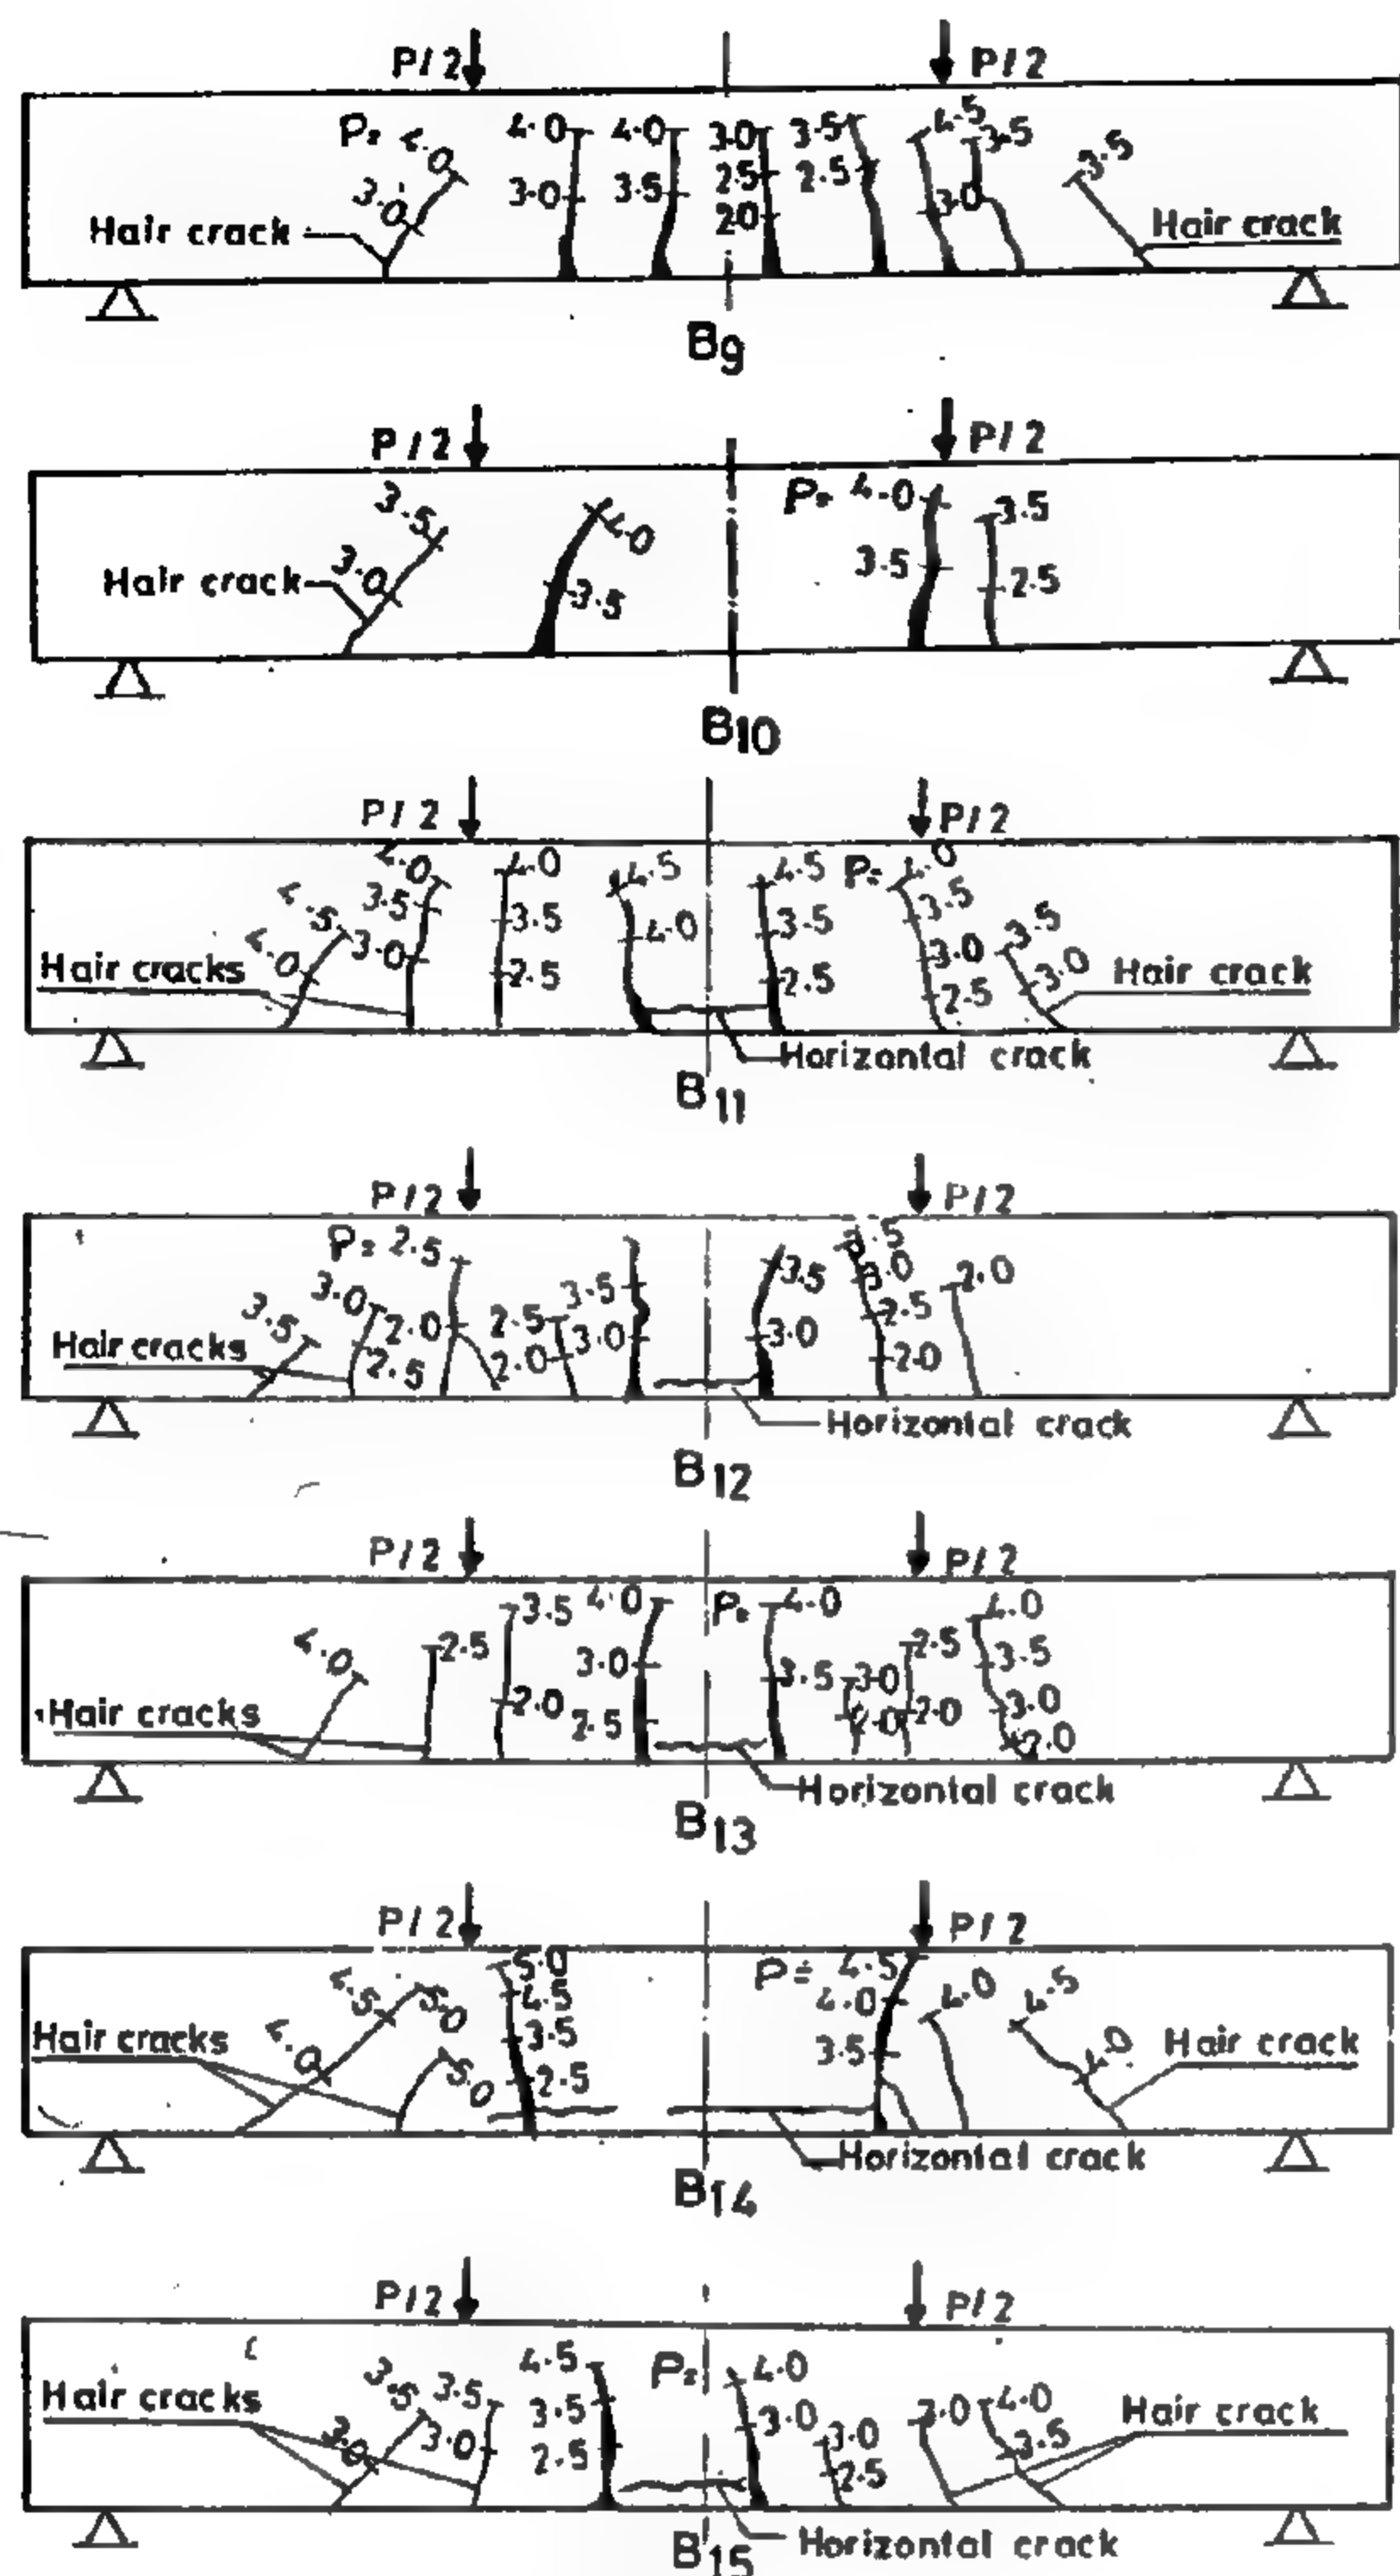 P/2 P/2
P= 4.0 4.0 4.0 3.0 3.5 4.5 3.5 3.5
3.0 3.0 3.5 2.5 2.5 3.0
20
Hair crack Hair crack
B9
P/2 P/2
3.5 4.0 P= 4.0 3.5
3.0 3.5 3.5 2.5
Hair crack
B10
P/2 P/2
4.0 4.0 4.5 4.5 P= 4.0
4.5 3.5 3.5 4.0 3.5 3.5 3.5
4.0 3.0 2.5 2.5 3.0 3.0
2.5
Hair cracks Hair crack
Horizontal crack
B11
P/2 P/2
P= 2.5 3.5 3.5 3.5 2.0
3.5 3.0 2.0 2.5 3.0 3.0 3.0 2.5
2.5 2.0 2.0
Hair cracks
Horizontal crack
B12
P/2 P/2
3.5 4.0 P= 4.0 4.0
4.0 2.5 3.0 3.5 3.0 2.5 3.5
2.0 2.5 2.0 2.0 3.0
2.0
Hair cracks
Horizontal crack
B13
P/2 P/2
5.0 P= 4.5
4.5 5.0 4.5 4.0 4.0 4.5
4.0 3.5 3.5 4.0
5.0 2.5
Hair cracks Hair crack
Horizontal crack
B14
P/2 P/2
4.5 P= 4.0
3.5 3.5 3.5 3.0 3.0 4.0
3.0 3.0 2.5 3.0 3.5
2.5
Hair cracks Hair crack
Horizontal crack
B15